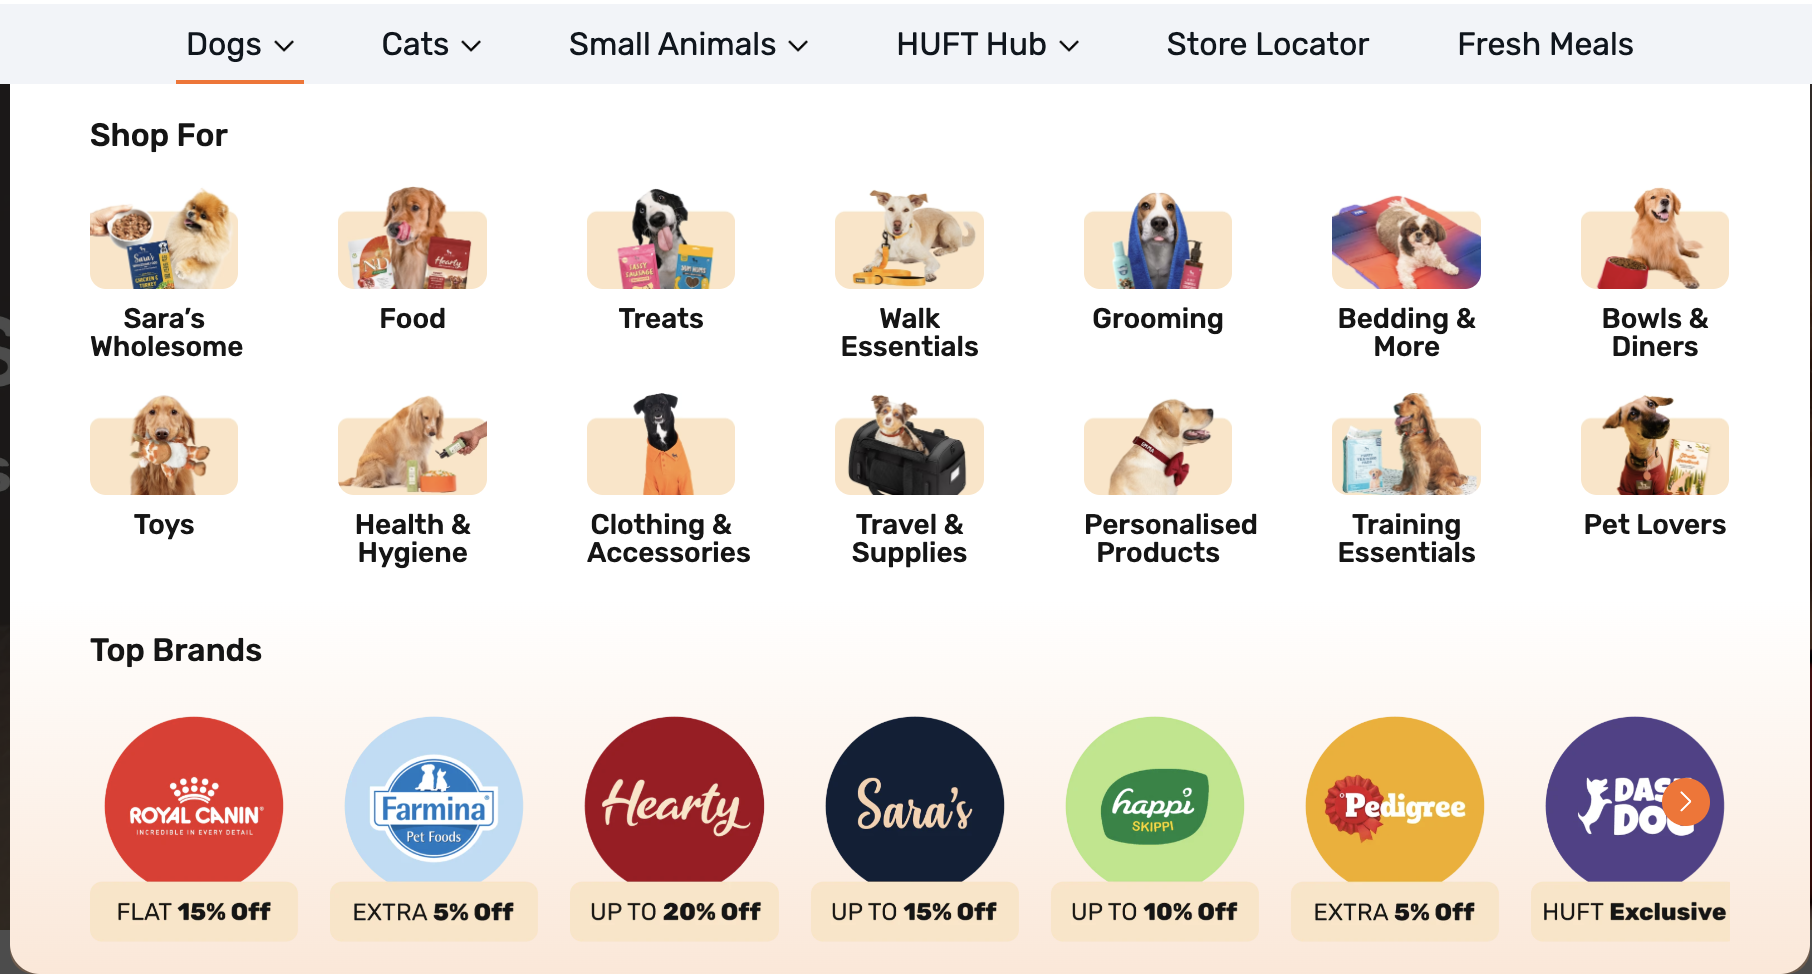 Dogs
Cats
Small Animals
HUFT Hub
Store Locator
Fresh Meals
Shop For
Sara's
Wholesome
Food
Treats
Walk
Essentials
Grooming
Bedding &
More
Bowls &
Diners
Toys
Health &
Hygiene
Clothing &
Accessories
Travel &
Supplies
Personalised
Products
Training
Essentials
Pet Lovers
Top Brands
ROYAL CANIN®
INCREDIBLE IN EVERY DETAIL
Farmina®
Pet Foods
Hearty
Sara's
happi
SKIPPI
Pedigree
FLAT 15% Off
EXTRA 5% Off
UP TO 20% Off
UP TO 15% Off
UP TO 10% Off
EXTRA 5% Off
HUFT Exclusive